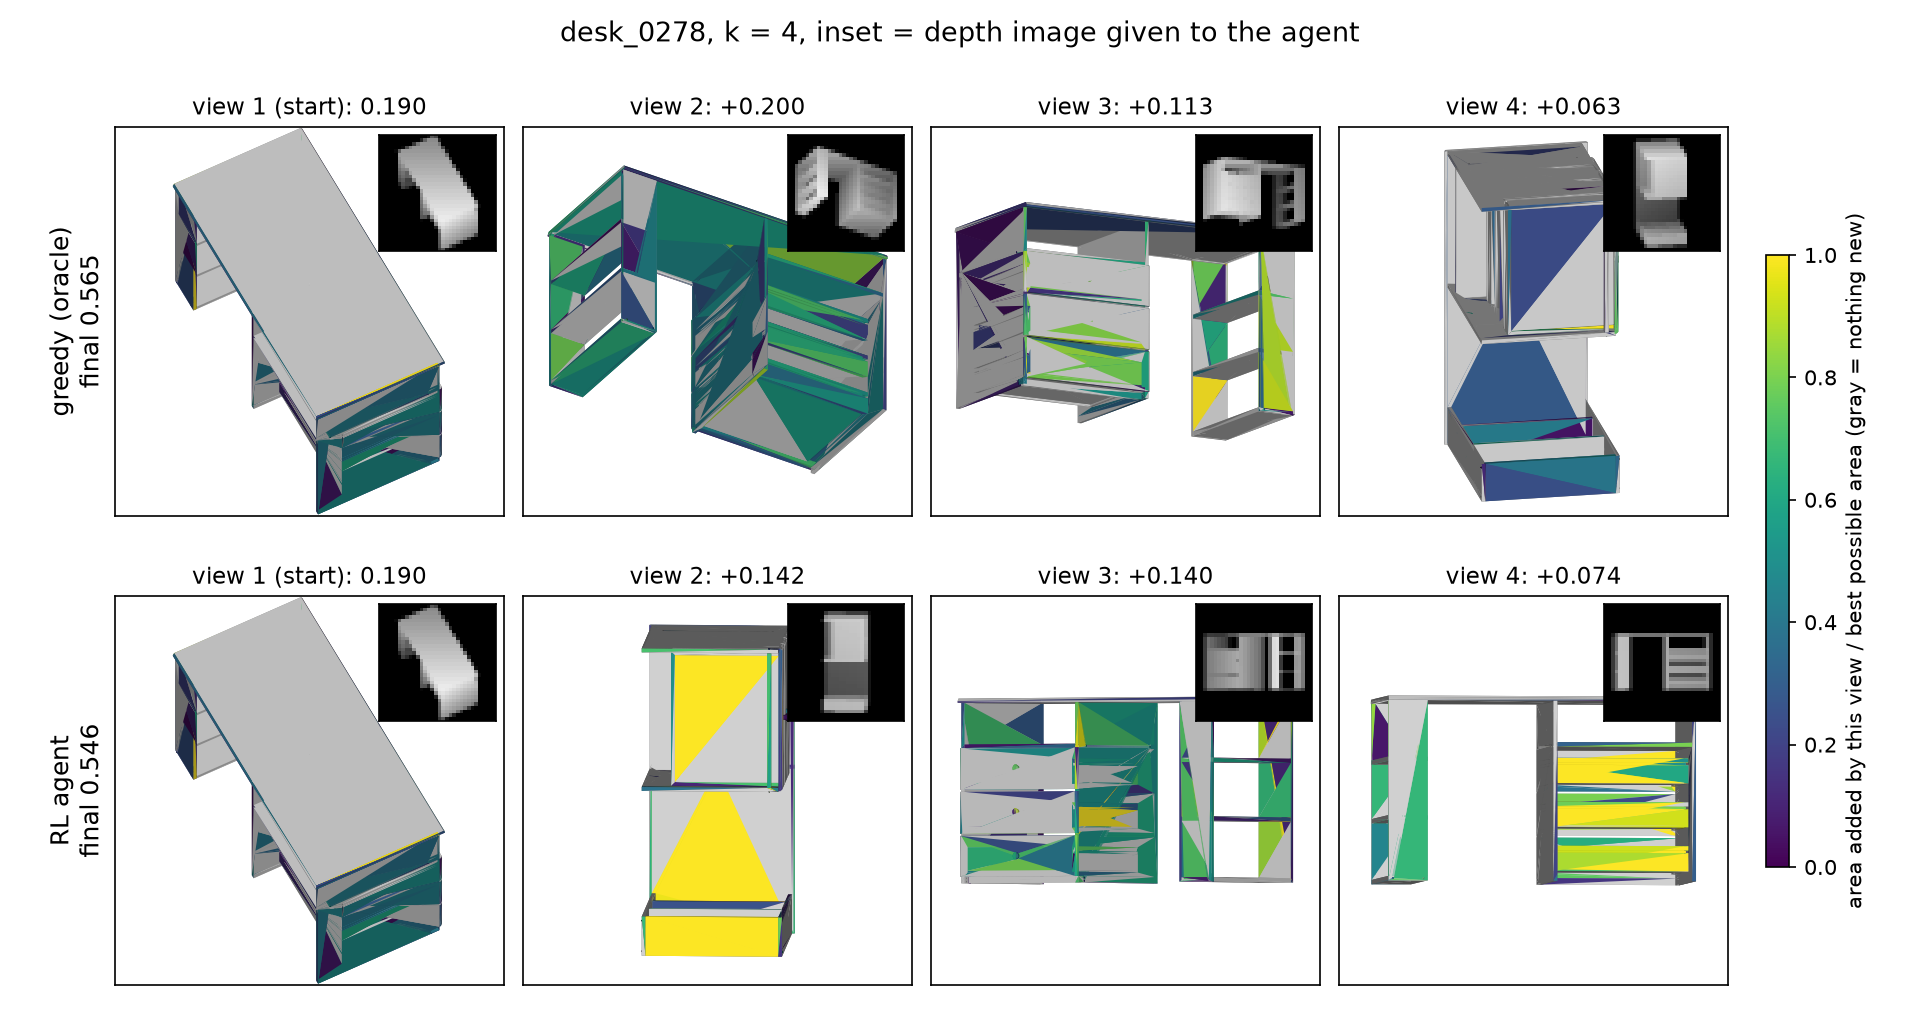 desk_0278, k = 4, inset = depth image given to the agent
view 1 (start): 0.190
view 2: +0.200
view 3: +0.113
view 4: +0.063
greedy (oracle)
final 0.565
view 1 (start): 0.190
view 2: +0.142
view 3: +0.140
view 4: +0.074
RL agent
final 0.546
1.0
0.8
0.6
0.4
0.2
0.0
area added by this view / best possible area (gray = nothing new)